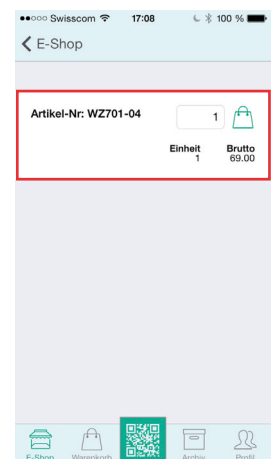 ●●○○○ Swisscom 17:08 100 %
E-Shop
Artikel-Nr: WZ701-04 1
Einheit Brutto
1 69.00
E-Shop Warenkorb Archiv Profil